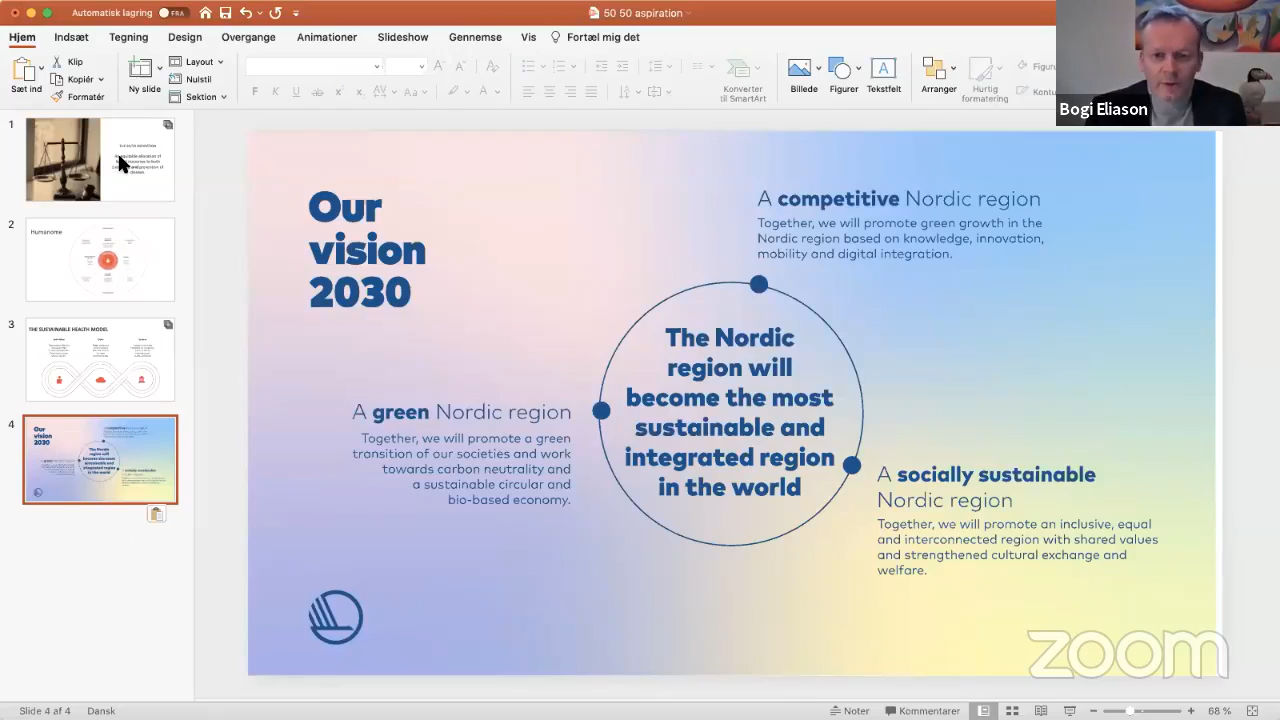 Automatisk lagring FRA
50 50 aspiration
Hjem Indsæt Tegning Design Overgange Animationer Slideshow Gennemse Vis Fortæl mig det
Sæt ind
Klip
Kopiér
Formatér
Ny slide
Layout
Nulstil
Sektion
Konverter
til SmartArt
Billede
Figurer
Tekstfelt
Arranger
Hurtig
formatering
Bogi Eliason
1
2
Humanome
3
THE SUSTAINABLE HEALTH MODEL
4
Our
vision
2030
Our
vision
2030
A competitive Nordic region
Together, we will promote green growth in the
Nordic region based on knowledge, innovation,
mobility and digital integration.
The Nordic
region will
become the most
sustainable and
integrated region
in the world
A green Nordic region
Together, we will promote a green
transition of our societies and work
towards carbon neutrality and
a sustainable circular and
bio-based economy.
A socially sustainable
Nordic region
Together, we will promote an inclusive, equal
and interconnected region with shared values
and strengthened cultural exchange and
welfare.
zoom
Slide 4 af 4 Dansk Noter Kommentarer 68 %